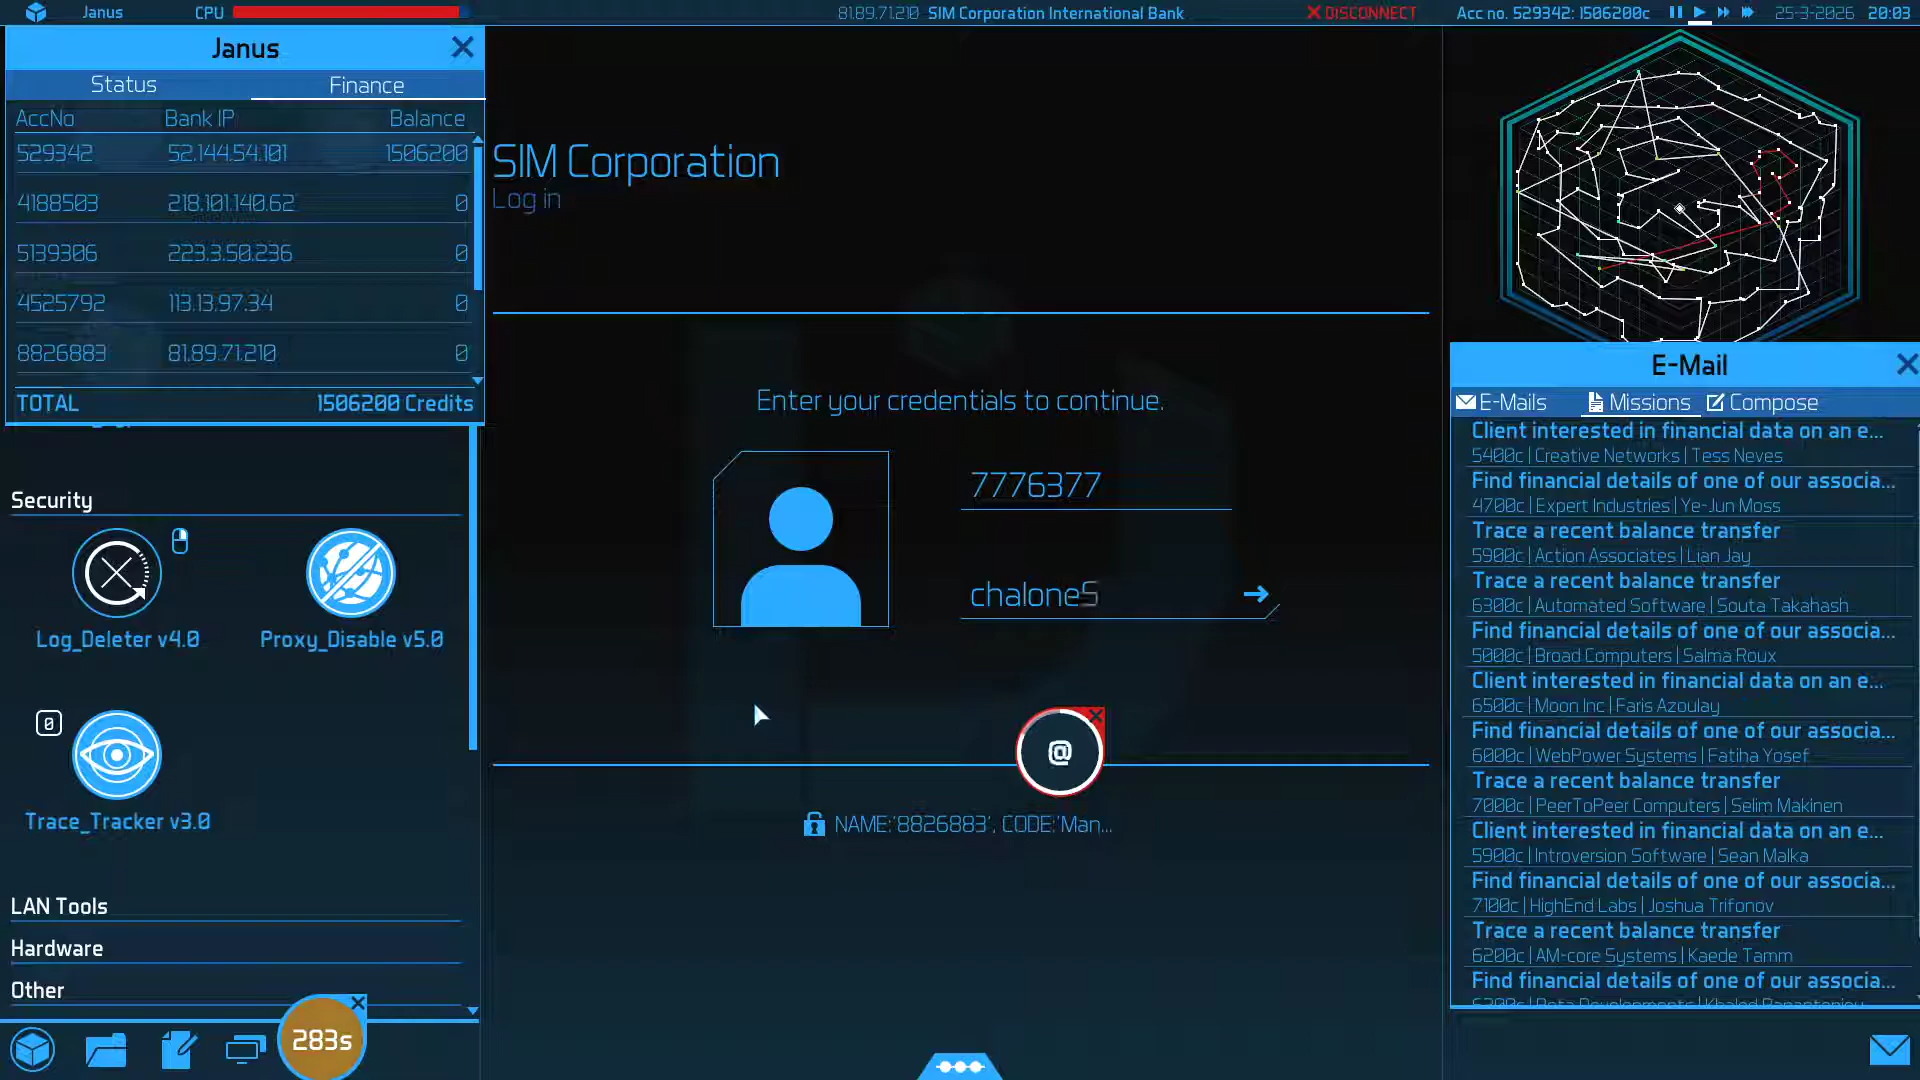 Janus
CPU
81.89.71.210 SIM Corporation International Bank
DISCONNECT
Acc no. 529342: 1506200c
25-3-2026 20:03
Janus
Status
Finance
AccNo Bank IP Balance
529342 52.144.54.101 1506200
4188503 218.101.140.62 0
5139306 223.3.50.236 0
4525792 113.13.97.34 0
8826883 81.89.71.210 0
TOTAL 1506200 Credits
Security
Log_Deleter v4.0
Proxy_Disable v5.0
0
Trace_Tracker v3.0
LAN Tools
Hardware
Other
283s
SIM Corporation
Log in
Enter your credentials to continue.
7776377
chaloneS
@
NAME:'8826883', CODE:'Man...
E-Mail
E-Mails
Missions
Compose
Client interested in financial data on an e...
5400c | Creative Networks | Tess Neves
Find financial details of one of our associa...
4700c | Expert Industries | Ye-Jun Moss
Trace a recent balance transfer
5900c | Action Associates | Lian Jay
Trace a recent balance transfer
6300c | Automated Software | Souta Takahash
Find financial details of one of our associa...
5000c | Broad Computers | Salma Roux
Client interested in financial data on an e...
6500c | Moon Inc | Faris Azoulay
Find financial details of one of our associa...
6000c | WebPower Systems | Fatiha Yosef
Trace a recent balance transfer
7000c | PeerToPeer Computers | Selim Makinen
Client interested in financial data on an e...
5900c | Introversion Software | Sean Malka
Find financial details of one of our associa...
7100c | HighEnd Labs | Joshua Trifonov
Trace a recent balance transfer
6200c | AM-core Systems | Kaede Tamm
Find financial details of one of our associa...